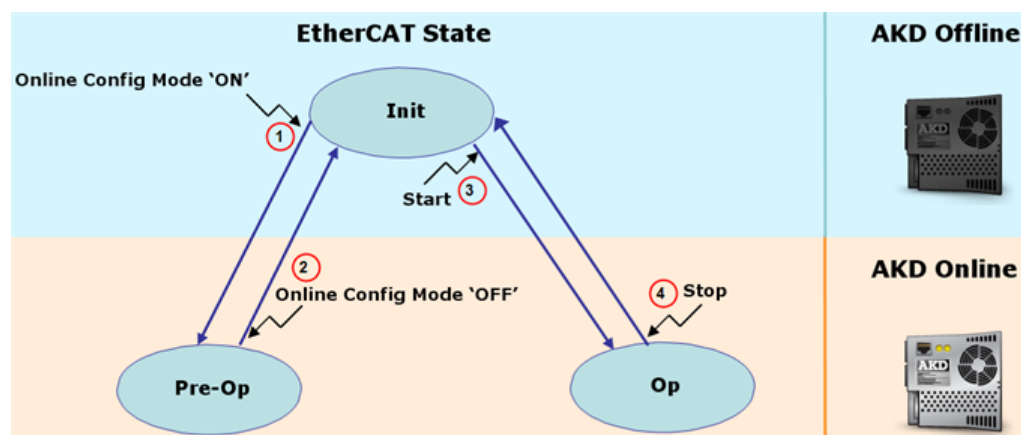 EtherCAT State
AKD Offline
Online Config Mode ‘ON’
Init
1
AKD
Start
3
2
AKD Online
Online Config Mode ‘OFF’
4
Stop
AKD
Pre-Op
Op